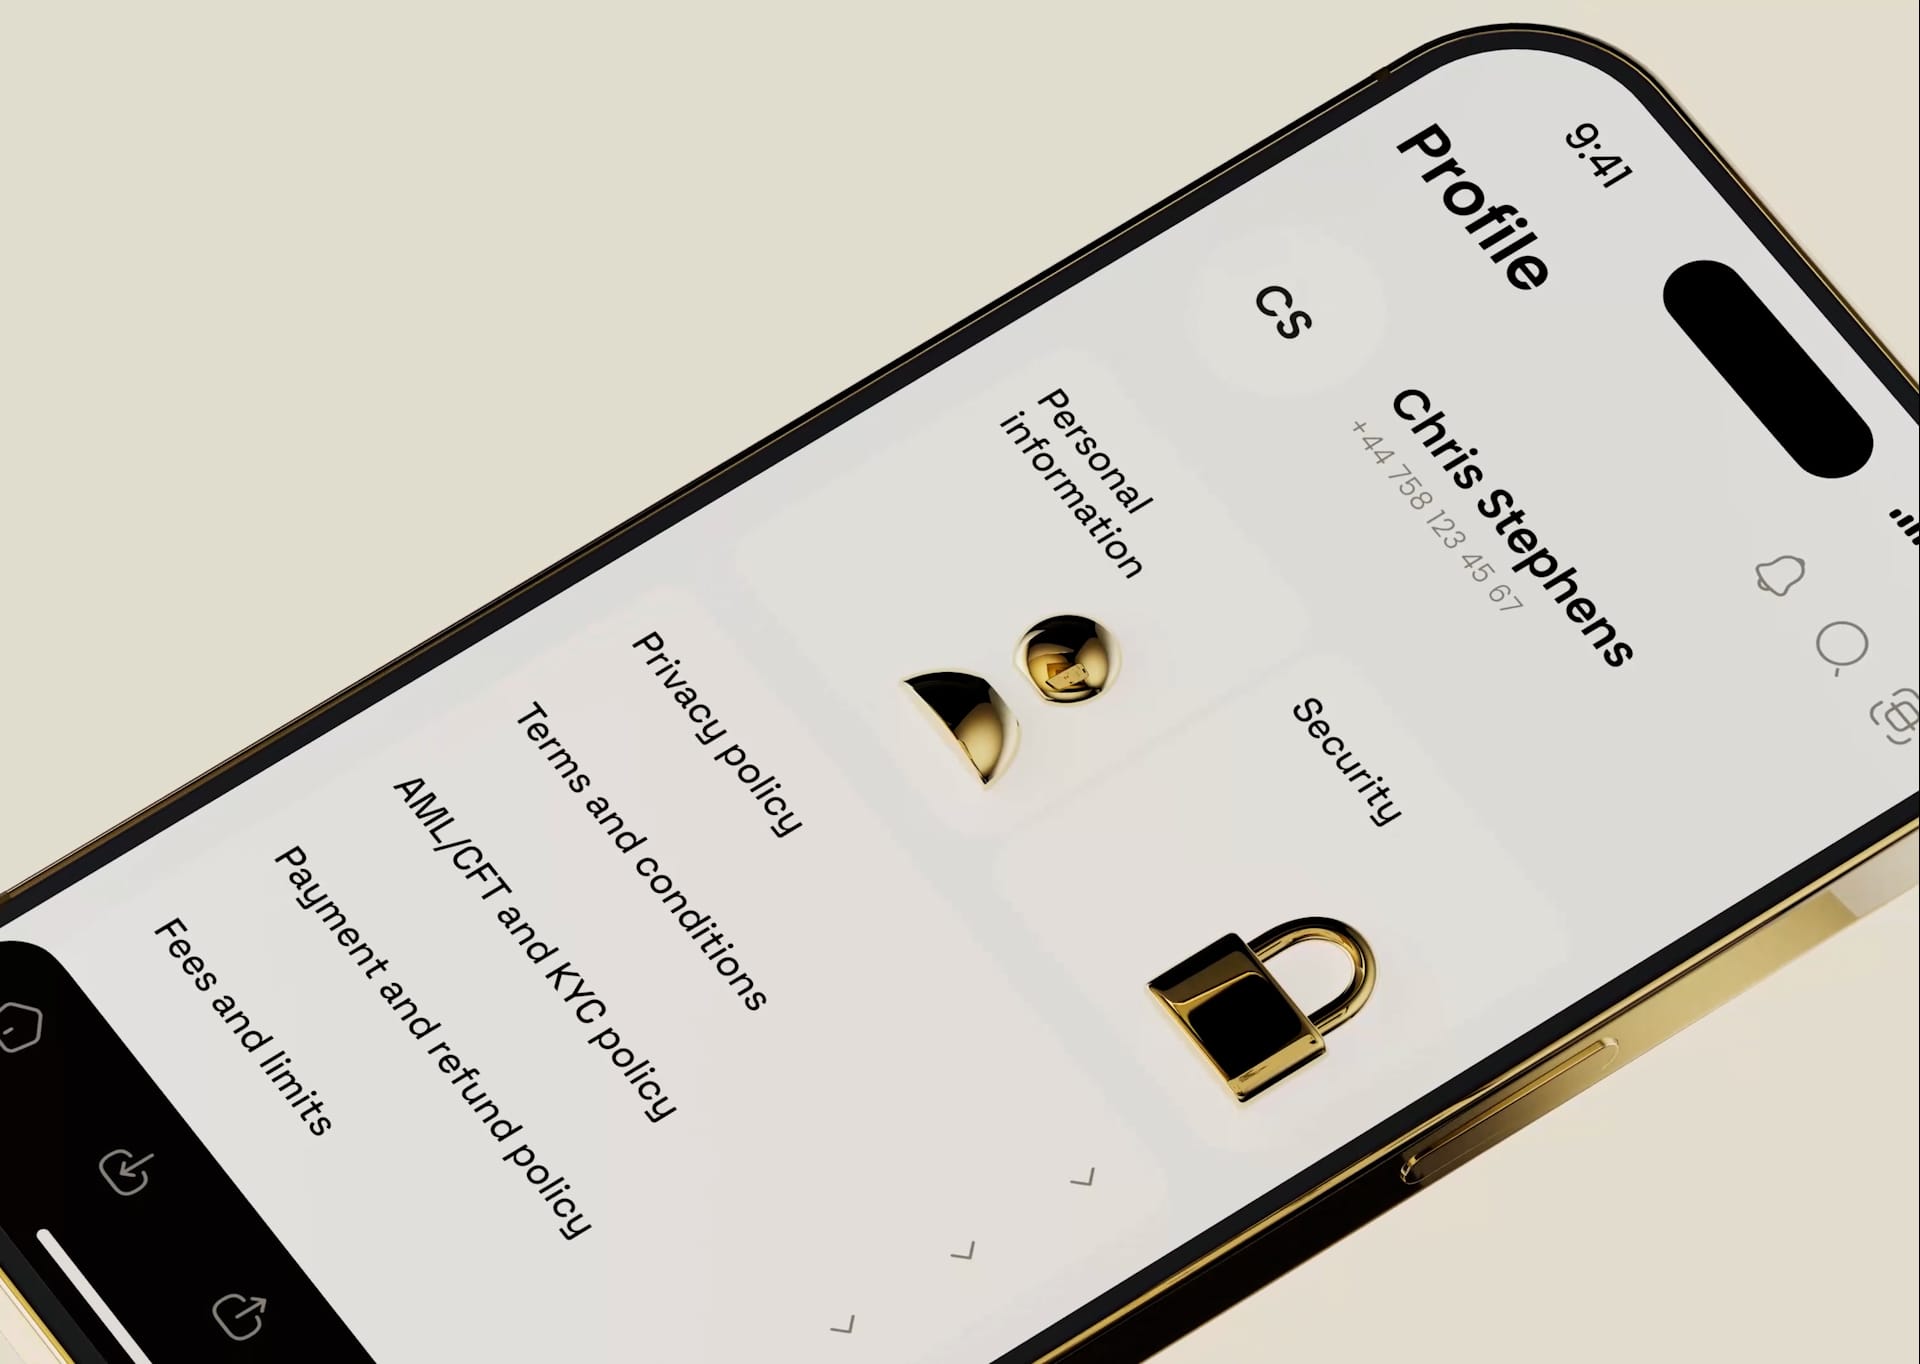 9:41
Profile
CS
Chris Stephens
+44 758 123 45 67
Personal
information
Security
Privacy policy
Terms and conditions
AML/CFT and KYC policy
Payment and refund policy
Fees and limits